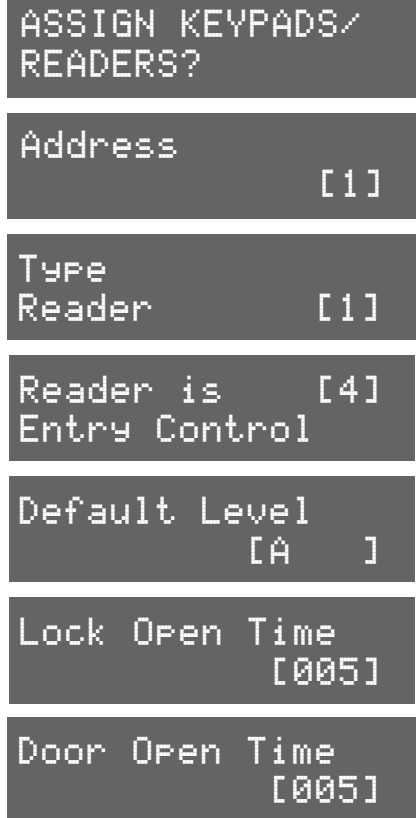 ASSIGN KEYPADS/
READERS?
Address
[1]
Type
Reader [1]
Reader is [4]
Entry Control
Default Level
[A   ]
Lock Open Time
[005]
Door Open Time
[005]